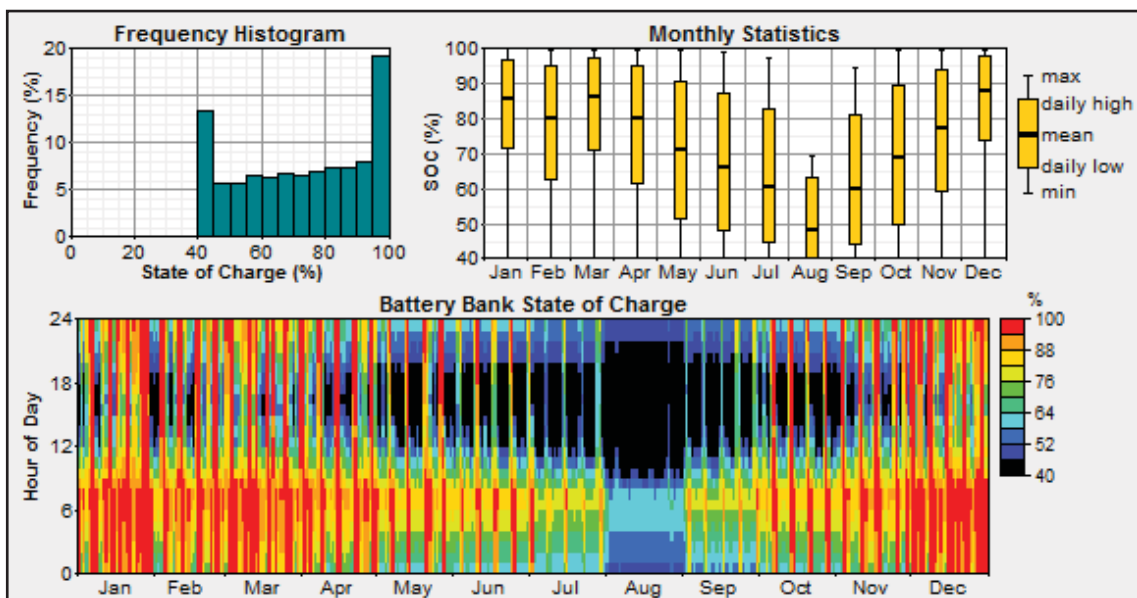 Frequency Histogram
20
15
10
5
0
Frequency (%)
0 20 40 60 80 100
State of Charge (%)
Monthly Statistics
100
90
80
70
60
50
40
SOC (%)
Jan Feb Mar Apr May Jun Jul Aug Sep Oct Nov Dec
max
daily high
mean
daily low
min
Battery Bank State of Charge
24
18
12
6
0
Hour of Day
Jan Feb Mar Apr May Jun Jul Aug Sep Oct Nov Dec
%
100
88
76
64
52
40